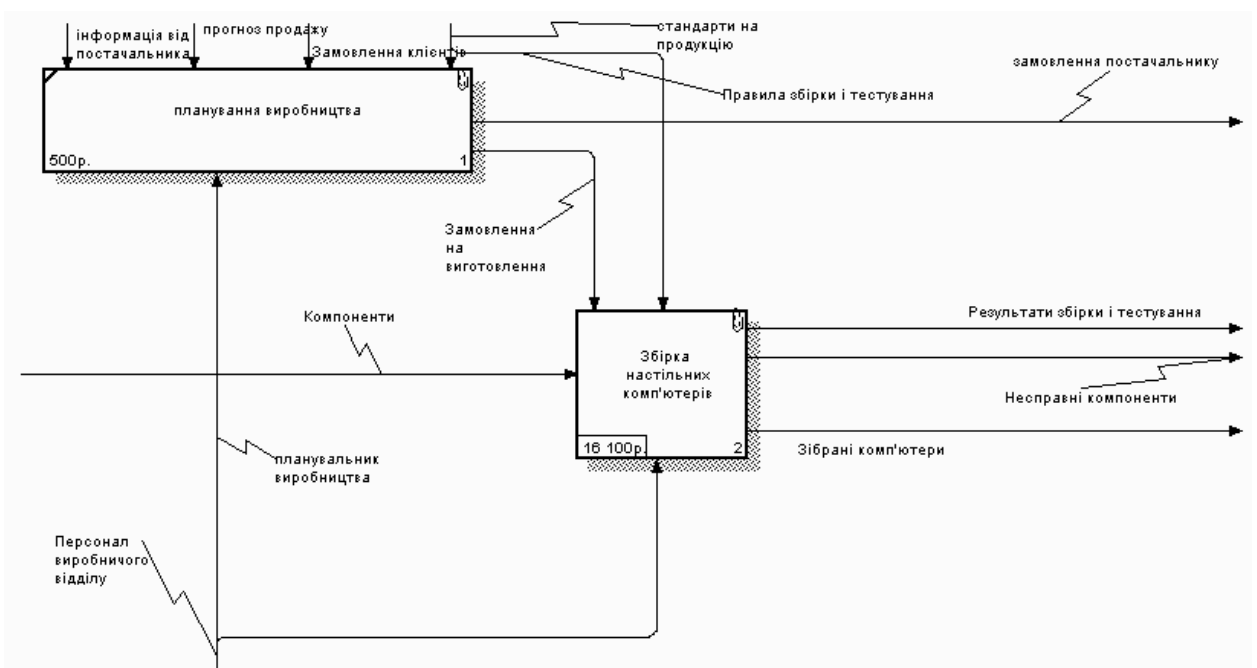 інформація від
постачальника
прогноз продажу
Замовлення клієнтів
стандарти на
продукцію
замовлення постачальнику
Правила збірки і тестування
планування виробництва
500р.
1
Замовлення
на
виготовлення
Компоненти
Результати збірки і тестування
Збірка
настільних
комп'ютерів
Несправні компоненти
16 100р.
2
Зібрані комп'ютери
планувальник
виробництва
Персонал
виробничого
відділу